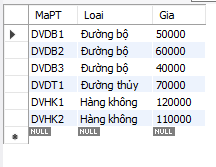 MaPT Loai Gia
DVDB1 Đường bộ 50000
DVDB2 Đường bộ 60000
DVDB3 Đường bộ 40000
DVDT1 Đường thủy 70000
DVHK1 Hàng không 120000
DVHK2 Hàng không 110000
NULL NULL NULL